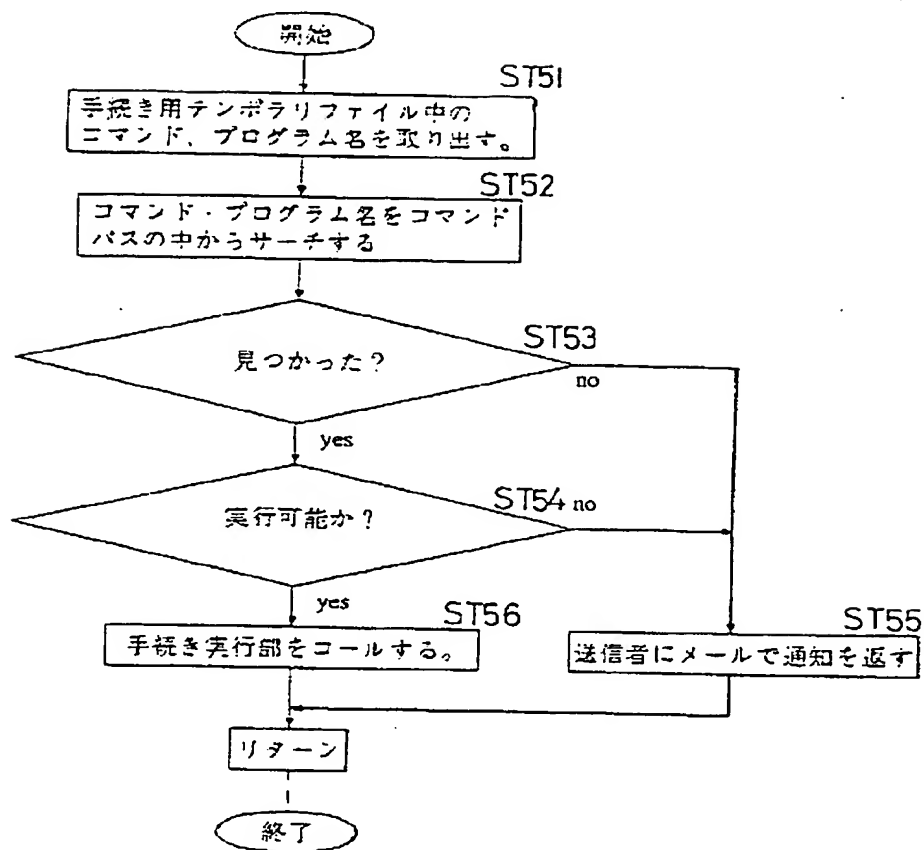 開始
ST51
手続き用テンポラリファイル中の
コマンド、プログラム名を取り出す。
ST52
コマンド・プログラム名をコマンド
パスの中からサーチする
ST53
見つかった?
no
yes
ST54 no
実行可能か?
yes
ST56
手続き実行部をコールする。
ST55
送信者にメールで通知を返す
リターン
終了